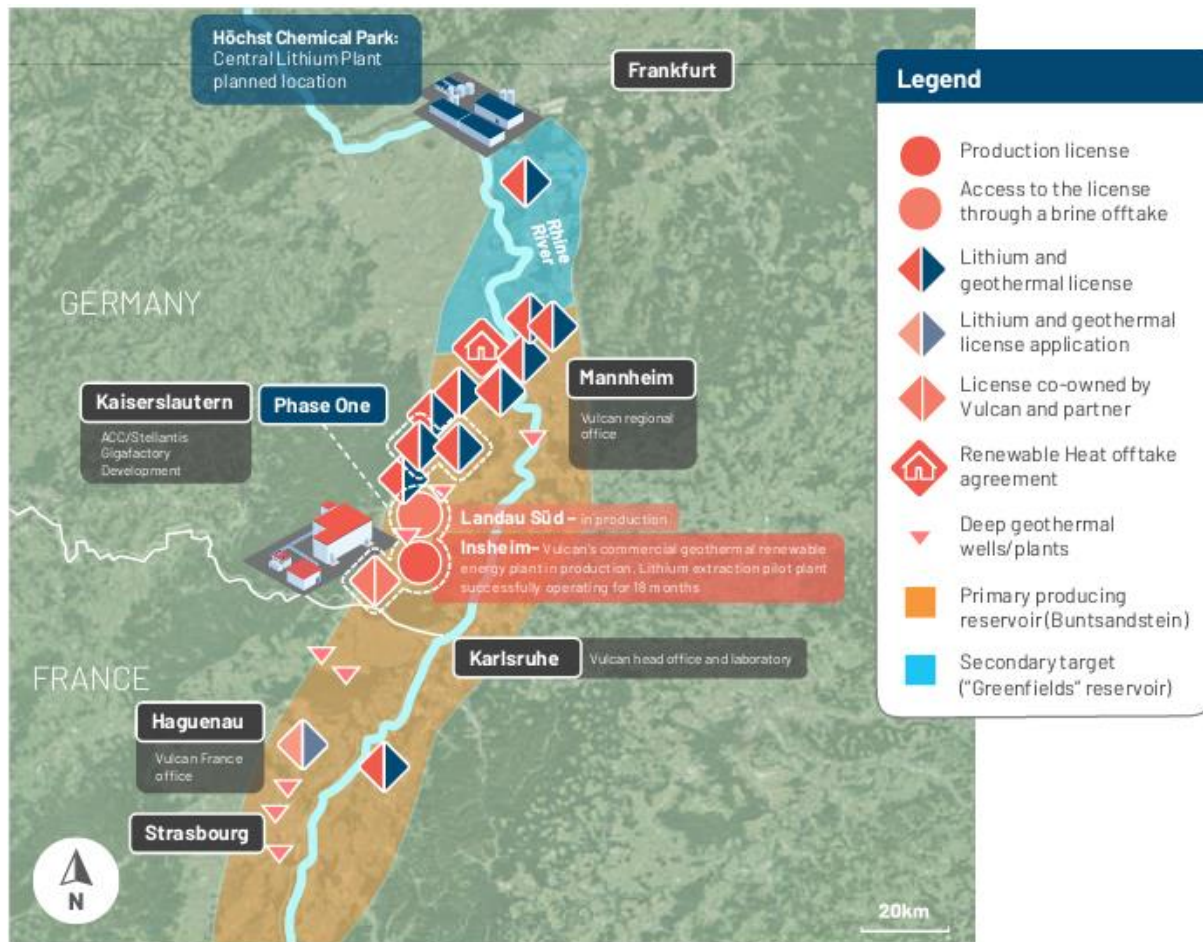 Höchst Chemical Park:
Central Lithium Plant
planned location
Frankfurt
Rhine
River
GERMANY
Kaiserslautern
ACC/Stellantis
Gigafactory
Development
Phase One
Mannheim
Vulcan regional
office
Landau Süd – in production
Insheim– Vulcan's commercial geothermal renewable
energy plant in production. Lithium extraction pilot plant
successfully operating for 18 months
Karlsruhe
Vulcan head office and laboratory
FRANCE
Haguenau
Vulcan France
office
Strasbourg
N
20km
Legend
Production license
Access to the license
through a brine offtake
Lithium and
geothermal license
Lithium and geothermal
license application
License co-owned by
Vulcan and partner
Renewable Heat offtake
agreement
Deep geothermal
wells/plants
Primary producing
reservoir (Buntsandstein)
Secondary target
("Greenfields" reservoir)